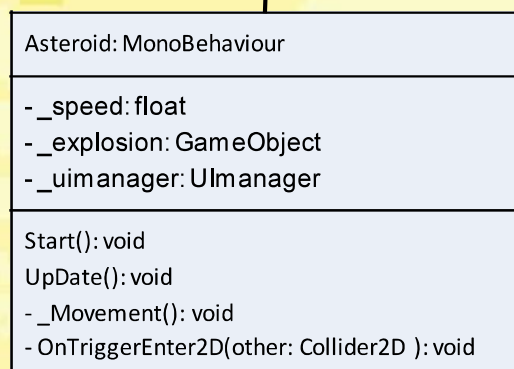 Asteroid: MonoBehaviour
- _speed: float
- _explosion: GameObject
- _uimanager: UImanager
Start(): void
UpDate(): void
- _Movement(): void
- OnTriggerEnter2D(other: Collider2D ): void